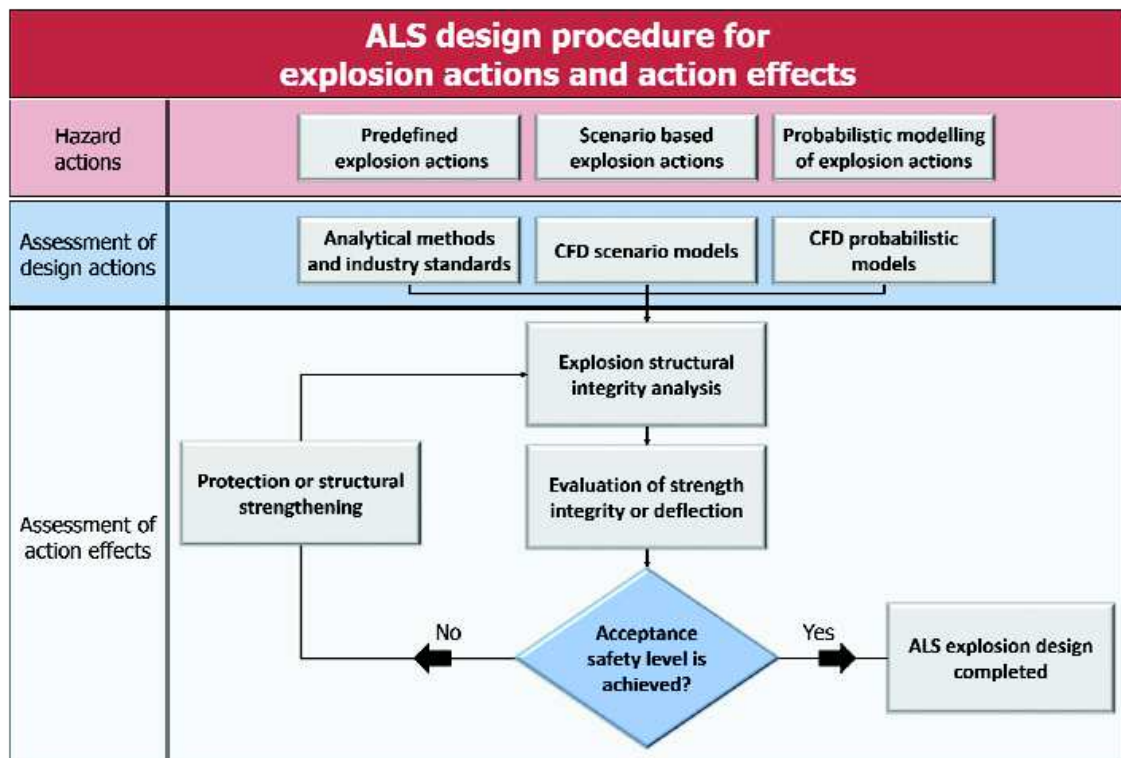 ALS design procedure for
explosion actions and action effects
Hazard
actions
Predefined
explosion actions
Scenario based
explosion actions
Probabilistic modelling
of explosion actions
Assessment of
design actions
Analytical methods
and industry standards
CFD scenario models
CFD probabilistic
models
Assessment of
action effects
Explosion structural
integrity analysis
Protection or structural
strengthening
Evaluation of strength
integrity or deflection
No
Acceptance
safety level is
achieved?
Yes
ALS explosion design
completed